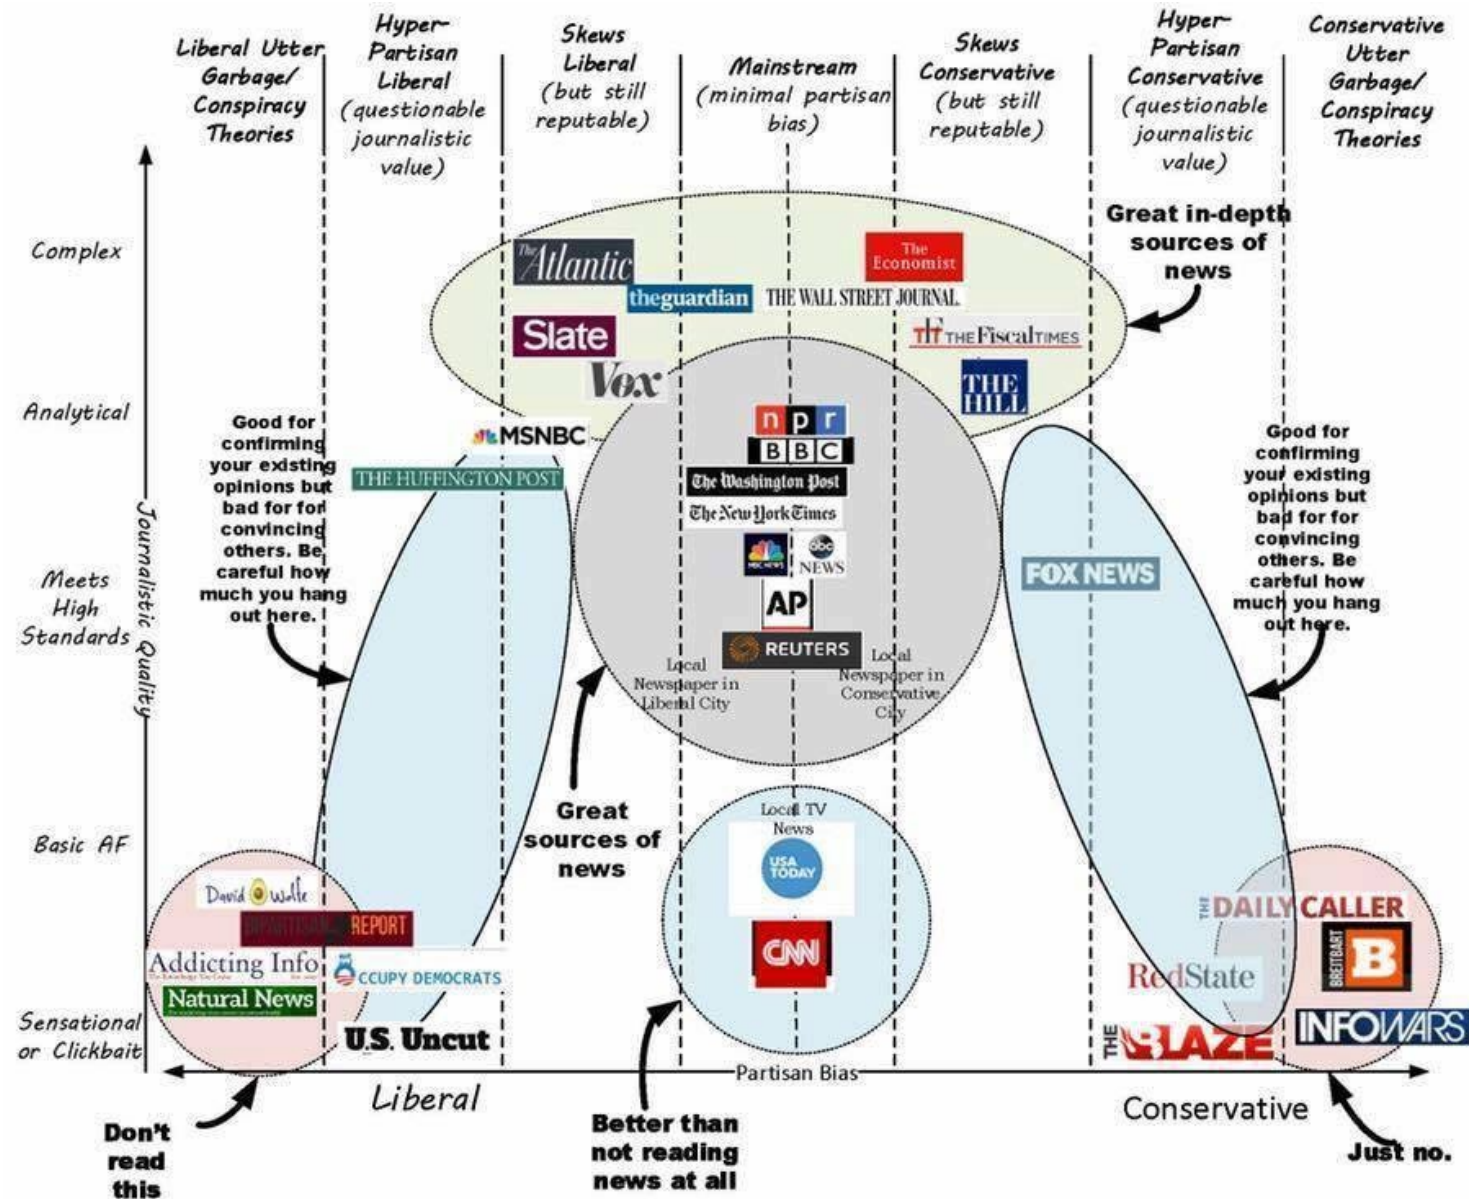 Liberal Utter
Garbage/
Conspiracy
Theories
Hyper-
Partisan
Liberal
(questionable
journalistic
value)
Skews
Liberal
(but still
reputable)
Mainstream
(minimal partisan
bias)
Skews
Conservative
(but still
reputable)
Hyper-
Partisan
Conservative
(questionable
journalistic
value)
Conservative
Utter
Garbage/
Conspiracy
Theories
Complex
Analytical
Journalistic Quality
Meets
High
Standards
Basic AF
Sensational
or Clickbait
Great in-depth
sources of
news
The Atlantic
theguardian
The
Economist
THE WALL STREET JOURNAL.
Slate
Vox
TFT THE FISCAL TIMES
THE
HILL
Good for
confirming
your existing
opinions but
bad for for
convincing
others. Be
careful how
much you hang
out here.
MSNBC
THE HUFFINGTON POST
npr
BBC
The Washington Post
The New York Times
NBC NEWS
abc
NEWS
AP
REUTERS
Local
Newspaper in
Liberal City
Local
Newspaper in
Conservative
City
FOX NEWS
Good for
confirming
your existing
opinions but
bad for for
convincing
others. Be
careful how
much you hang
out here.
Great
sources of
news
Local TV
News
USA
TODAY
CNN
David Wolfe
REPORT
Addicting Info
Natural News
CCUPY DEMOCRATS
U.S. Uncut
THE DAILY CALLER
BREITBART
B
RedState
THE BLAZE
INFOWARS
Partisan Bias
Liberal
Conservative
Don't
read
this
Better than
not reading
news at all
Just no.